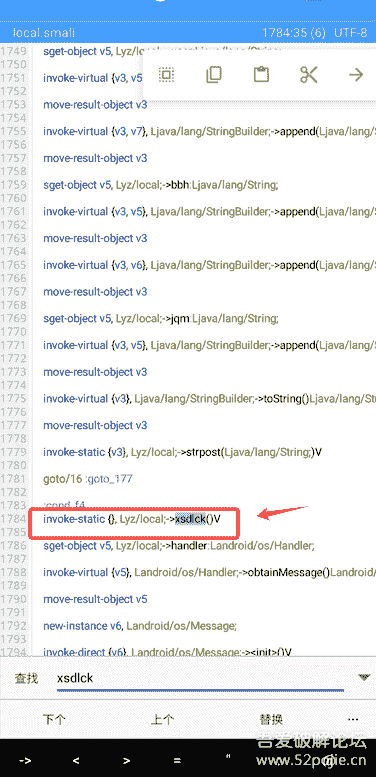 local.smali 1784:35 (6) UTF-8
1749 sget-object v5, Lyz/local;
1750
1751 invoke-virtual {v3, v5
1752
1753 move-result-object v3
1754
1755 invoke-virtual {v3, v7}, Ljava/lang/StringBuilder;->append(Ljava/lang/
1756
1757 move-result-object v3
1758
1759 sget-object v5, Lyz/local;->bbh:Ljava/lang/String;
1760
1761 invoke-virtual {v3, v5}, Ljava/lang/StringBuilder;->append(Ljava/lang/
1762
1763 move-result-object v3
1764
1765 invoke-virtual {v3, v6}, Ljava/lang/StringBuilder;->append(Ljava/lang/
1766
1767 move-result-object v3
1768
1769 sget-object v5, Lyz/local;->jqm:Ljava/lang/String;
1770
1771 invoke-virtual {v3, v5}, Ljava/lang/StringBuilder;->append(Ljava/lang/
1772
1773 move-result-object v3
1774
1775 invoke-virtual {v3}, Ljava/lang/StringBuilder;->toString()Ljava/lang/
1776
1777 move-result-object v3
1778
1779 invoke-static {v3}, Lyz/local;->strpost(Ljava/lang/String;)V
1780
1781 goto/16 :goto_177
1782
1783 :cond_f4
1784 invoke-static {}, Lyz/local;->xsdlck()V
1785
1786 sget-object v5, Lyz/local;->handler:Landroid/os/Handler;
1787
1788 invoke-virtual {v5}, Landroid/os/Handler;->obtainMessage()Landroid/
1789
1790 move-result-object v5
1791
1792 new-instance v6, Landroid/os/Message;
1793
1794 invoke-direct {v6}, Landroid/os/Message;-><init>()V
查找 xsdlck
下个 上个 替换 ...
-> < > = " @
吾爱破解论坛
www.52pojie.cn